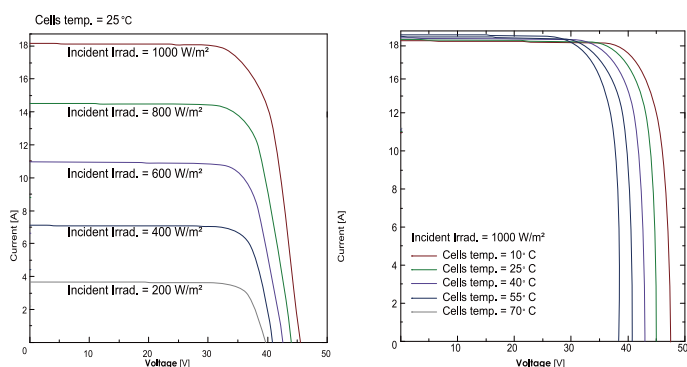 Cells temp. = 25°C
18
16
14
12
10
8
6
4
2
0
Current [A]
Incident Irrad. = 1000 W/m²
Incident Irrad. = 800 W/m²
Incident Irrad. = 600 W/m²
Incident Irrad. = 400 W/m²
Incident Irrad. = 200 W/m²
0 10 20 30 40 50
Voltage [V]
18
16
12
10
8
6
4
2
0
Current [A]
Incident Irrad. = 1000 W/m²
Cells temp. = 10° C
Cells temp. = 25° C
Cells temp. = 40° C
Cells temp. = 55° C
Cells temp. = 70° C
0 10 20 30 40 50
Voltage [V]